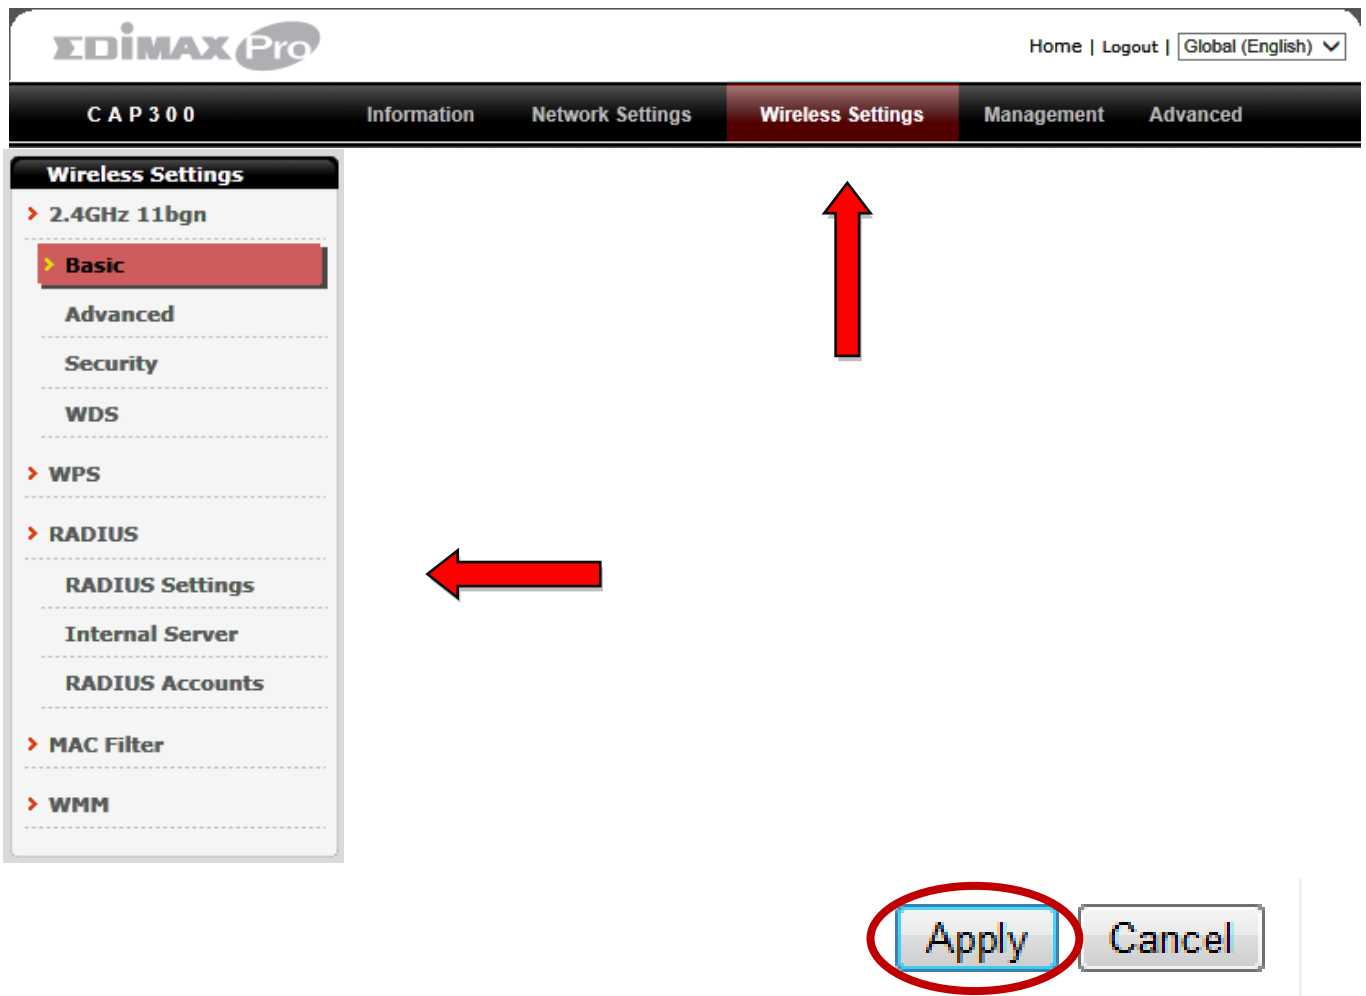 EDiMAX Pro
Home | Logout | Global (English)
CAP300 Information Network Settings Wireless Settings Management Advanced
Wireless Settings
2.4GHz 11bgn
Basic
Advanced
Security
WDS
WPS
RADIUS
RADIUS Settings
Internal Server
RADIUS Accounts
MAC Filter
WMM
Apply Cancel